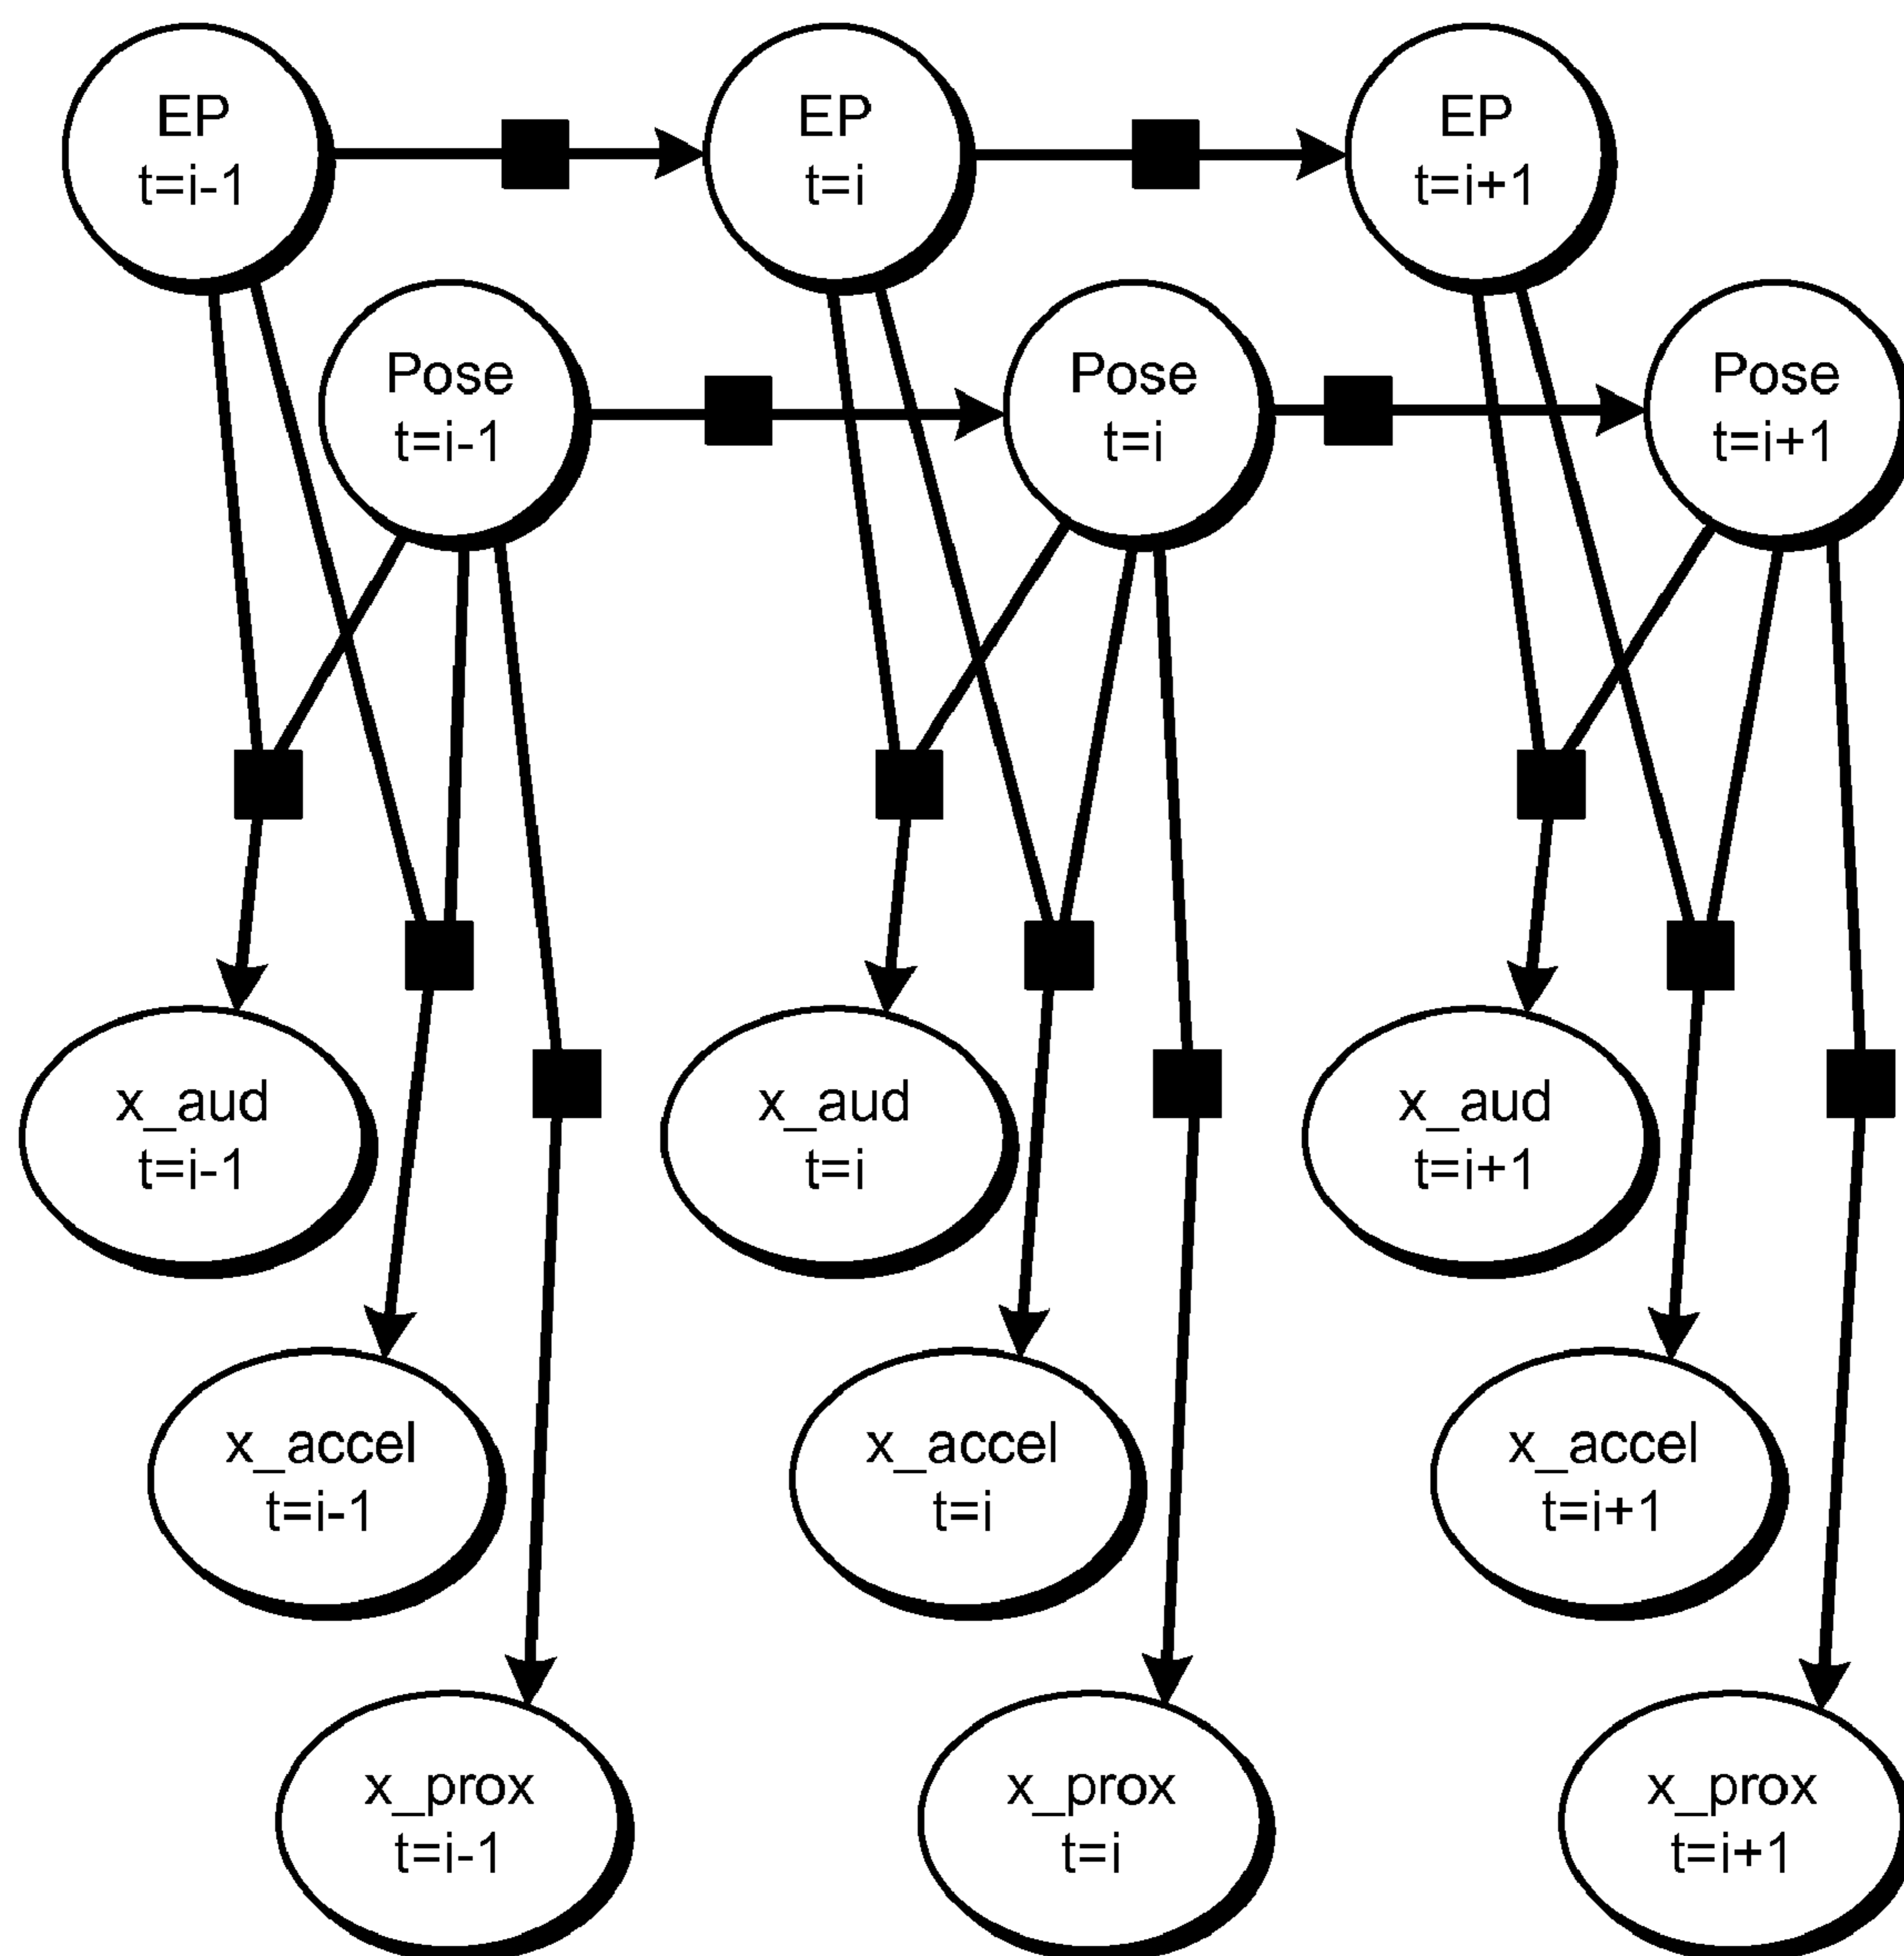 EP
t=i-1
EP
t=i
EP
t=i+1
Pose
t=i-1
Pose
t=i
Pose
t=i+1
x_aud
t=i-1
x_aud
t=i
x_aud
t=i+1
x_accel
t=i-1
x_accel
t=i
x_accel
t=i+1
x_prox
t=i-1
x_prox
t=i
x_prox
t=i+1